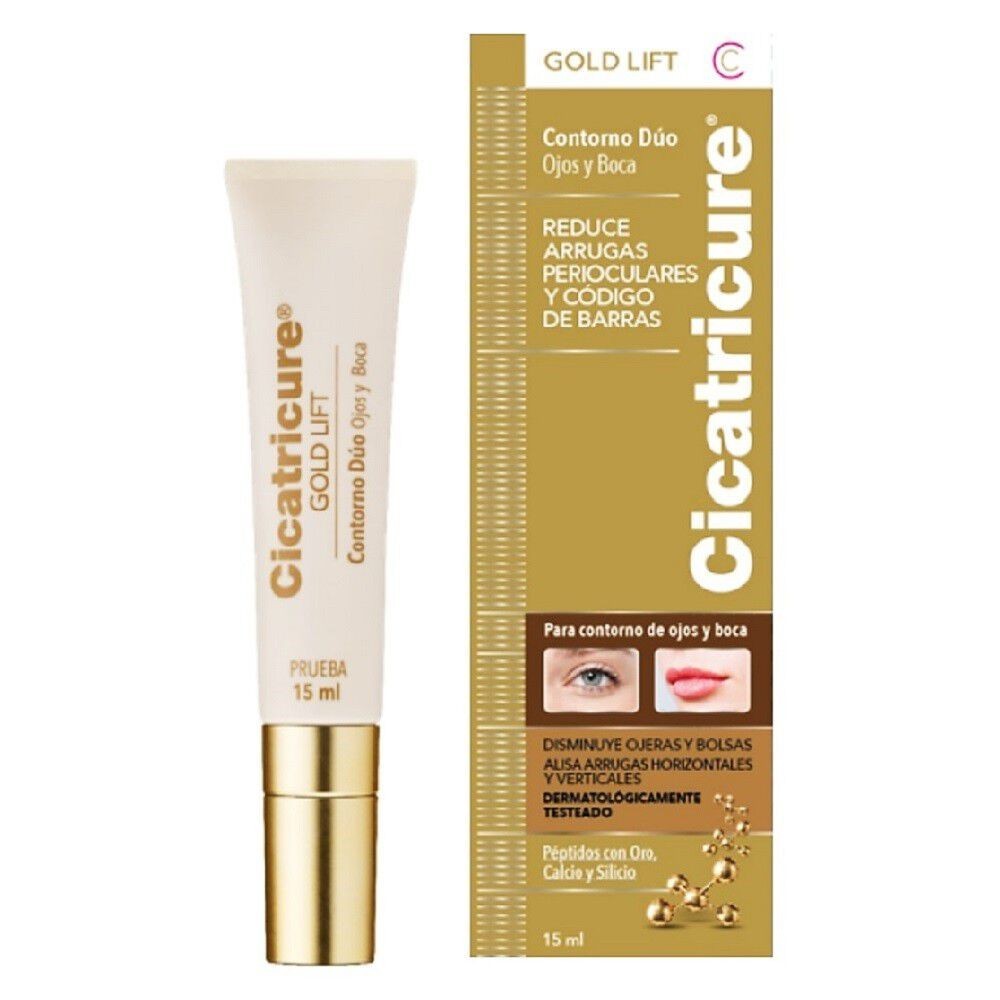 Cicatricure®
GOLD LIFT
Contorno Dúo Ojos y Boca
PRUEBA
15 ml
GOLD LIFT
CC
Contorno Dúo
Ojos y Boca
REDUCE
ARRUGAS
PERIOCULARES
Y CÓDIGO
DE BARRAS
Cicatricure®
Para contorno de ojos y boca
DISMINUYE OJERAS Y BOLSAS
ALISA ARRUGAS HORIZONTALES
Y VERTICALES
DERMATOLÓGICAMENTE
TESTEADO
Péptidos con Oro,
Calcio y Silicio
15 ml